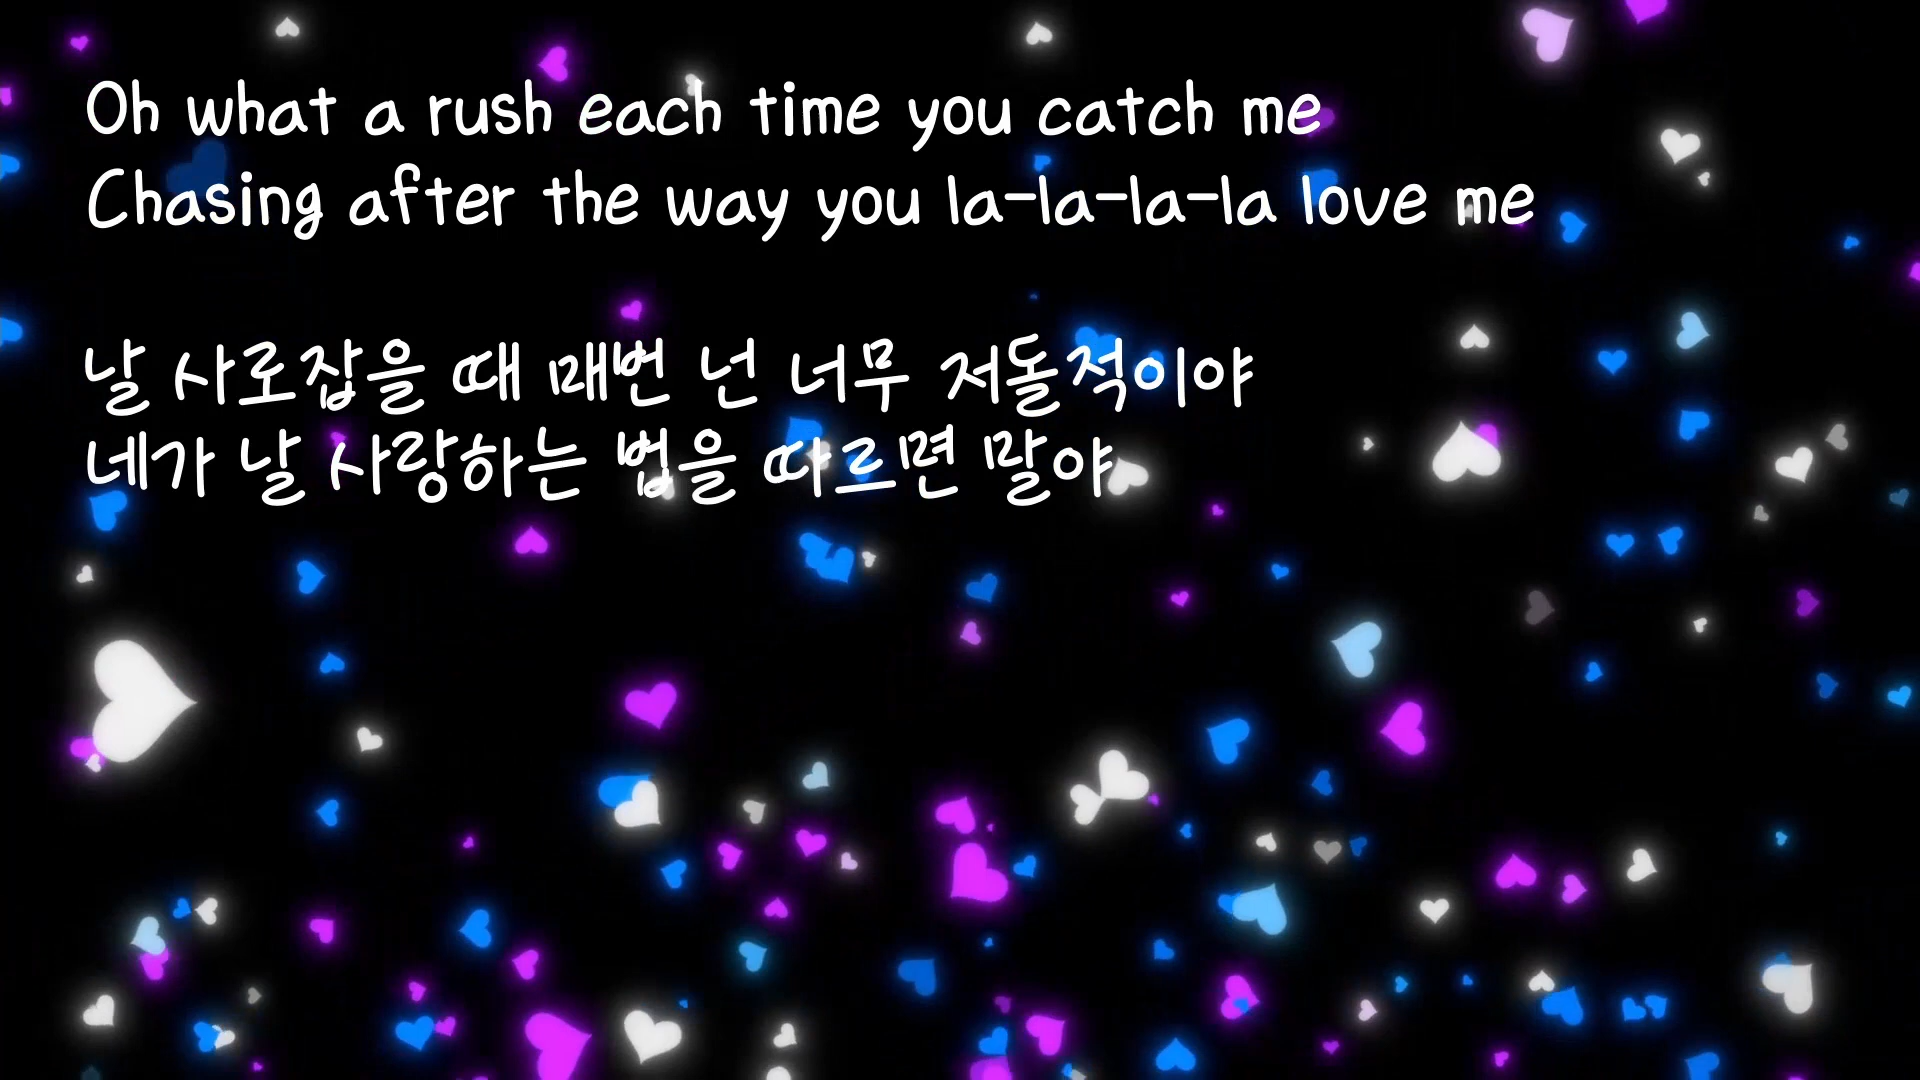 Oh what a rush each time you catch me
Chasing after the way you la-la-la-la love me
날 사로잡을 때 매번 넌 너무 저돌적이야
네가 날 사랑하는 법을 따르면 말야